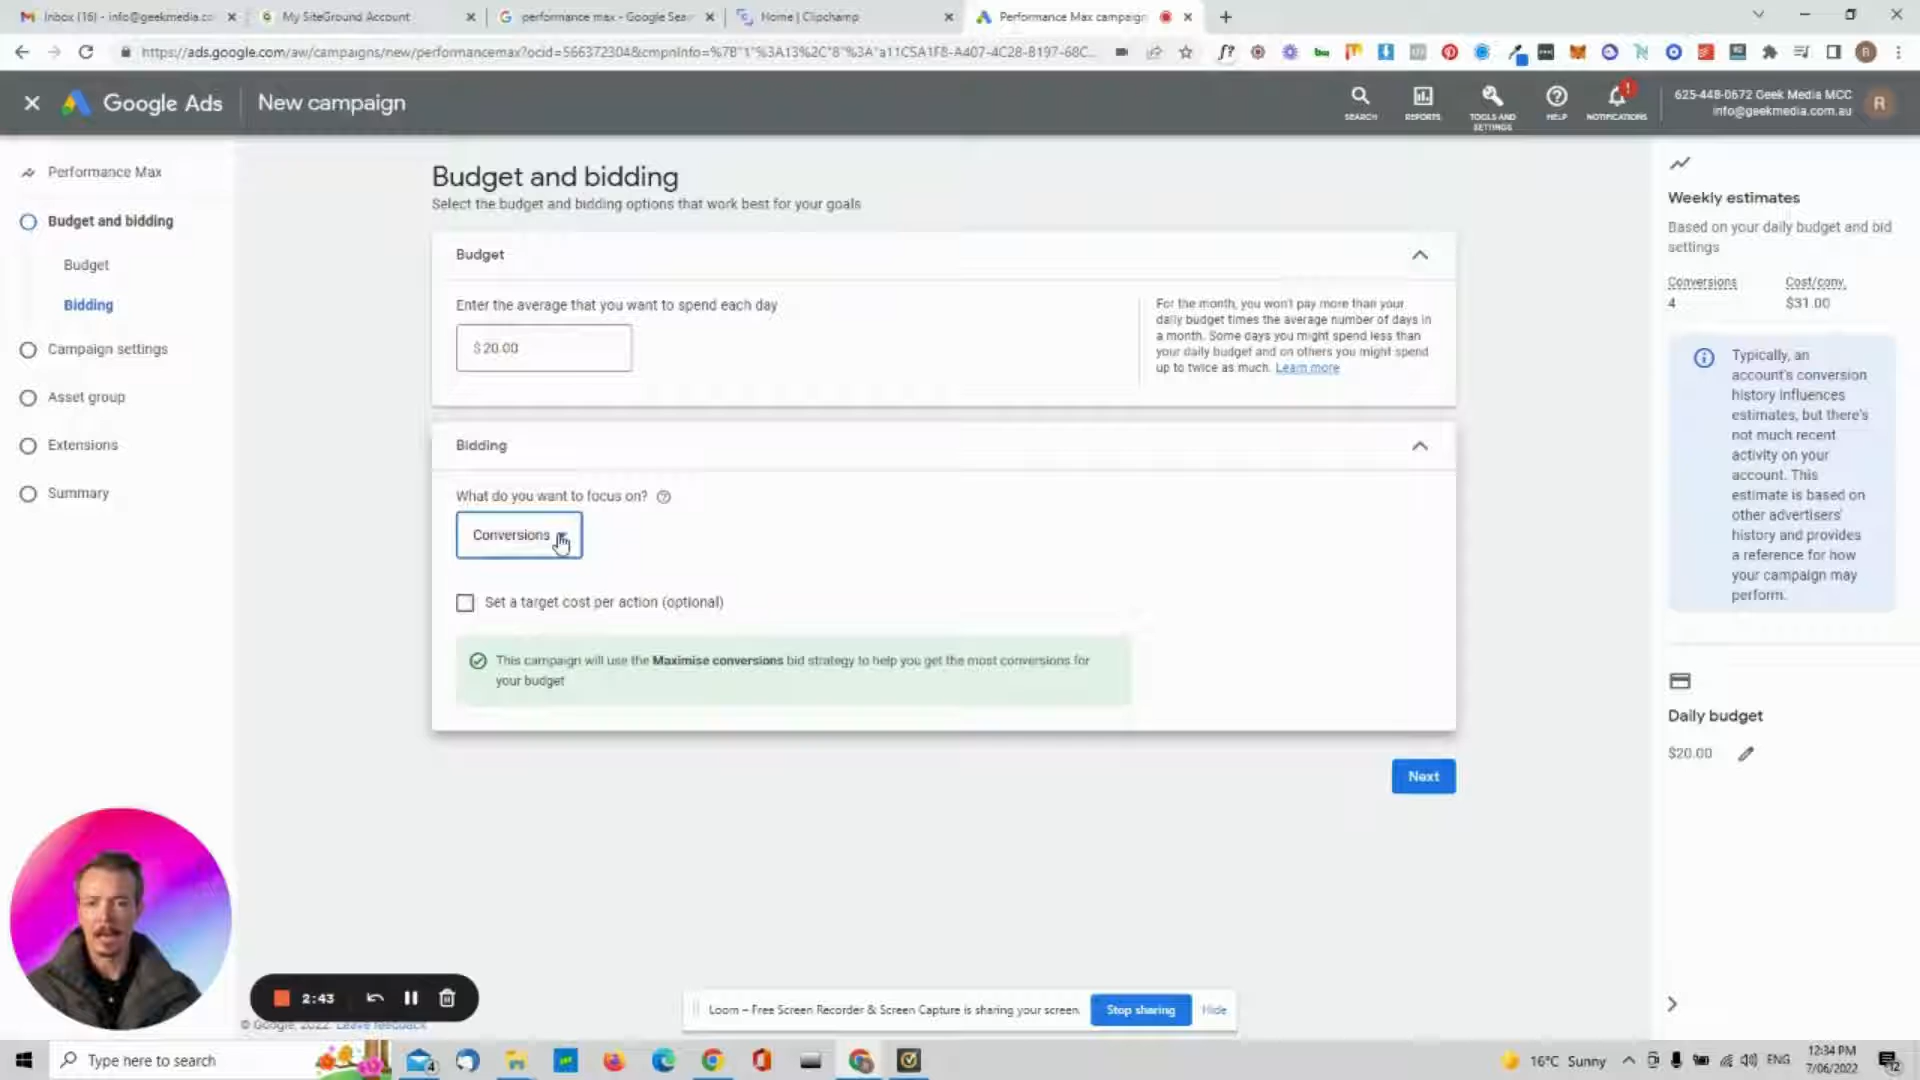 Inbox (16) - info@geekmedia.co
My SiteGround Account
performance max - Google Sea
Home | Clipchamp
Performance Max campaign
https://ads.google.com/aw/campaigns/new/performancemax?ocid=566372304&cmpnInfo=%7B"1"%3A13%2C"8"%3A"a11C5A1F8-A407-4C28-8197-68C...
Google Ads
New campaign
SEARCH
REPORTS
TOOLS AND
SETTINGS
HELP
NOTIFICATIONS
625-448-0672 Geek Media MCC
info@geekmedia.com.au
R
Performance Max
Budget and bidding
Budget
Bidding
Campaign settings
Asset group
Extensions
Summary
Budget and bidding
Select the budget and bidding options that work best for your goals
Budget
Enter the average that you want to spend each day
$ 20.00
For the month, you won't pay more than your
daily budget times the average number of days in
a month. Some days you might spend less than
your daily budget and on others you might spend
up to twice as much. Learn more
Bidding
What do you want to focus on?
Conversions
Set a target cost per action (optional)
This campaign will use the Maximise conversions bid strategy to help you get the most conversions for
your budget
Next
Weekly estimates
Based on your daily budget and bid
settings
Conversions
Cost/conv.
4
$31.00
Typically, an
account's conversion
history influences
estimates, but there's
not much recent
activity on your
account. This
estimate is based on
other advertisers'
history and provides
a reference for how
your campaign may
perform.
Daily budget
$20.00
2:43
© Google, 2022. Leave feedback
Loom – Free Screen Recorder & Screen Capture is sharing your screen.
Stop sharing
Hide
Type here to search
16°C Sunny
ENG
12:34 PM
7/06/2022